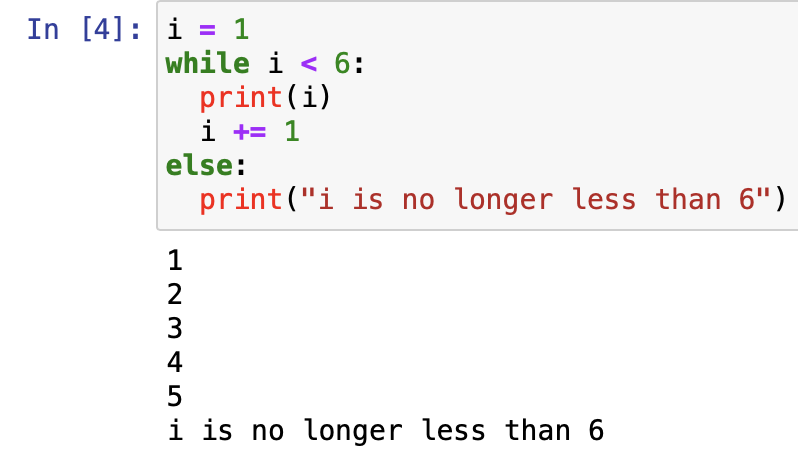 In [4]: i = 1
while i < 6:
  print(i)
  i += 1
else:
  print("i is no longer less than 6")
1
2
3
4
5
i is no longer less than 6